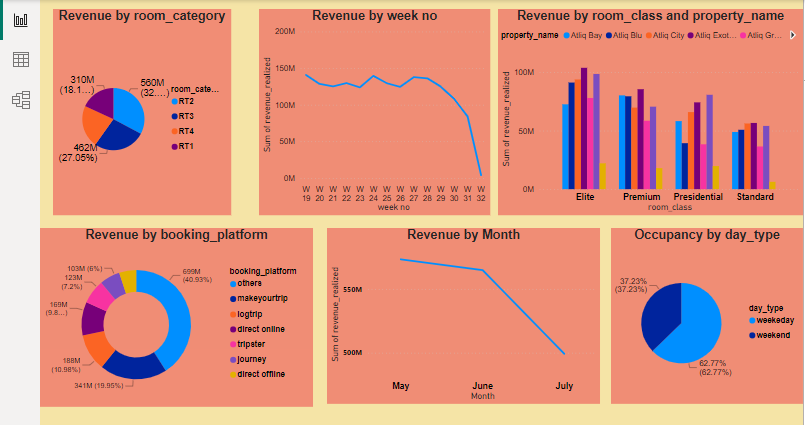 Revenue by room_category
310M
(18.1...)
560M
(32....)
462M
(27.05%)
room_cate...
RT2
RT3
RT4
RT1
Revenue by week no
Sum of revenue_realized
200M
150M
100M
50M
0M
W W W W W W W W W W W W W W
19 20 21 22 23 24 25 26 27 28 29 30 31 32
week no
Revenue by room_class and property_name
property_name Atliq Bay Atliq Blu Atliq City Atliq Exot... Atliq Gr...
Sum of revenue_realized
100M
50M
0M
Elite Premium Presidential Standard
room_class
Revenue by booking_platform
103M (6%)
123M
(7.2%)
169M
(9.8...)
188M
(10.98%)
341M (19.95%)
699M
(40.93%)
booking_platform
others
makeyourtrip
logtrip
direct online
tripster
journey
direct offline
Revenue by Month
Sum of revenue_realized
550M
500M
May June July
Month
Occupancy by day_type
37.23%
(37.23%)
62.77%
(62.77%)
day_type
weekeday
weekend